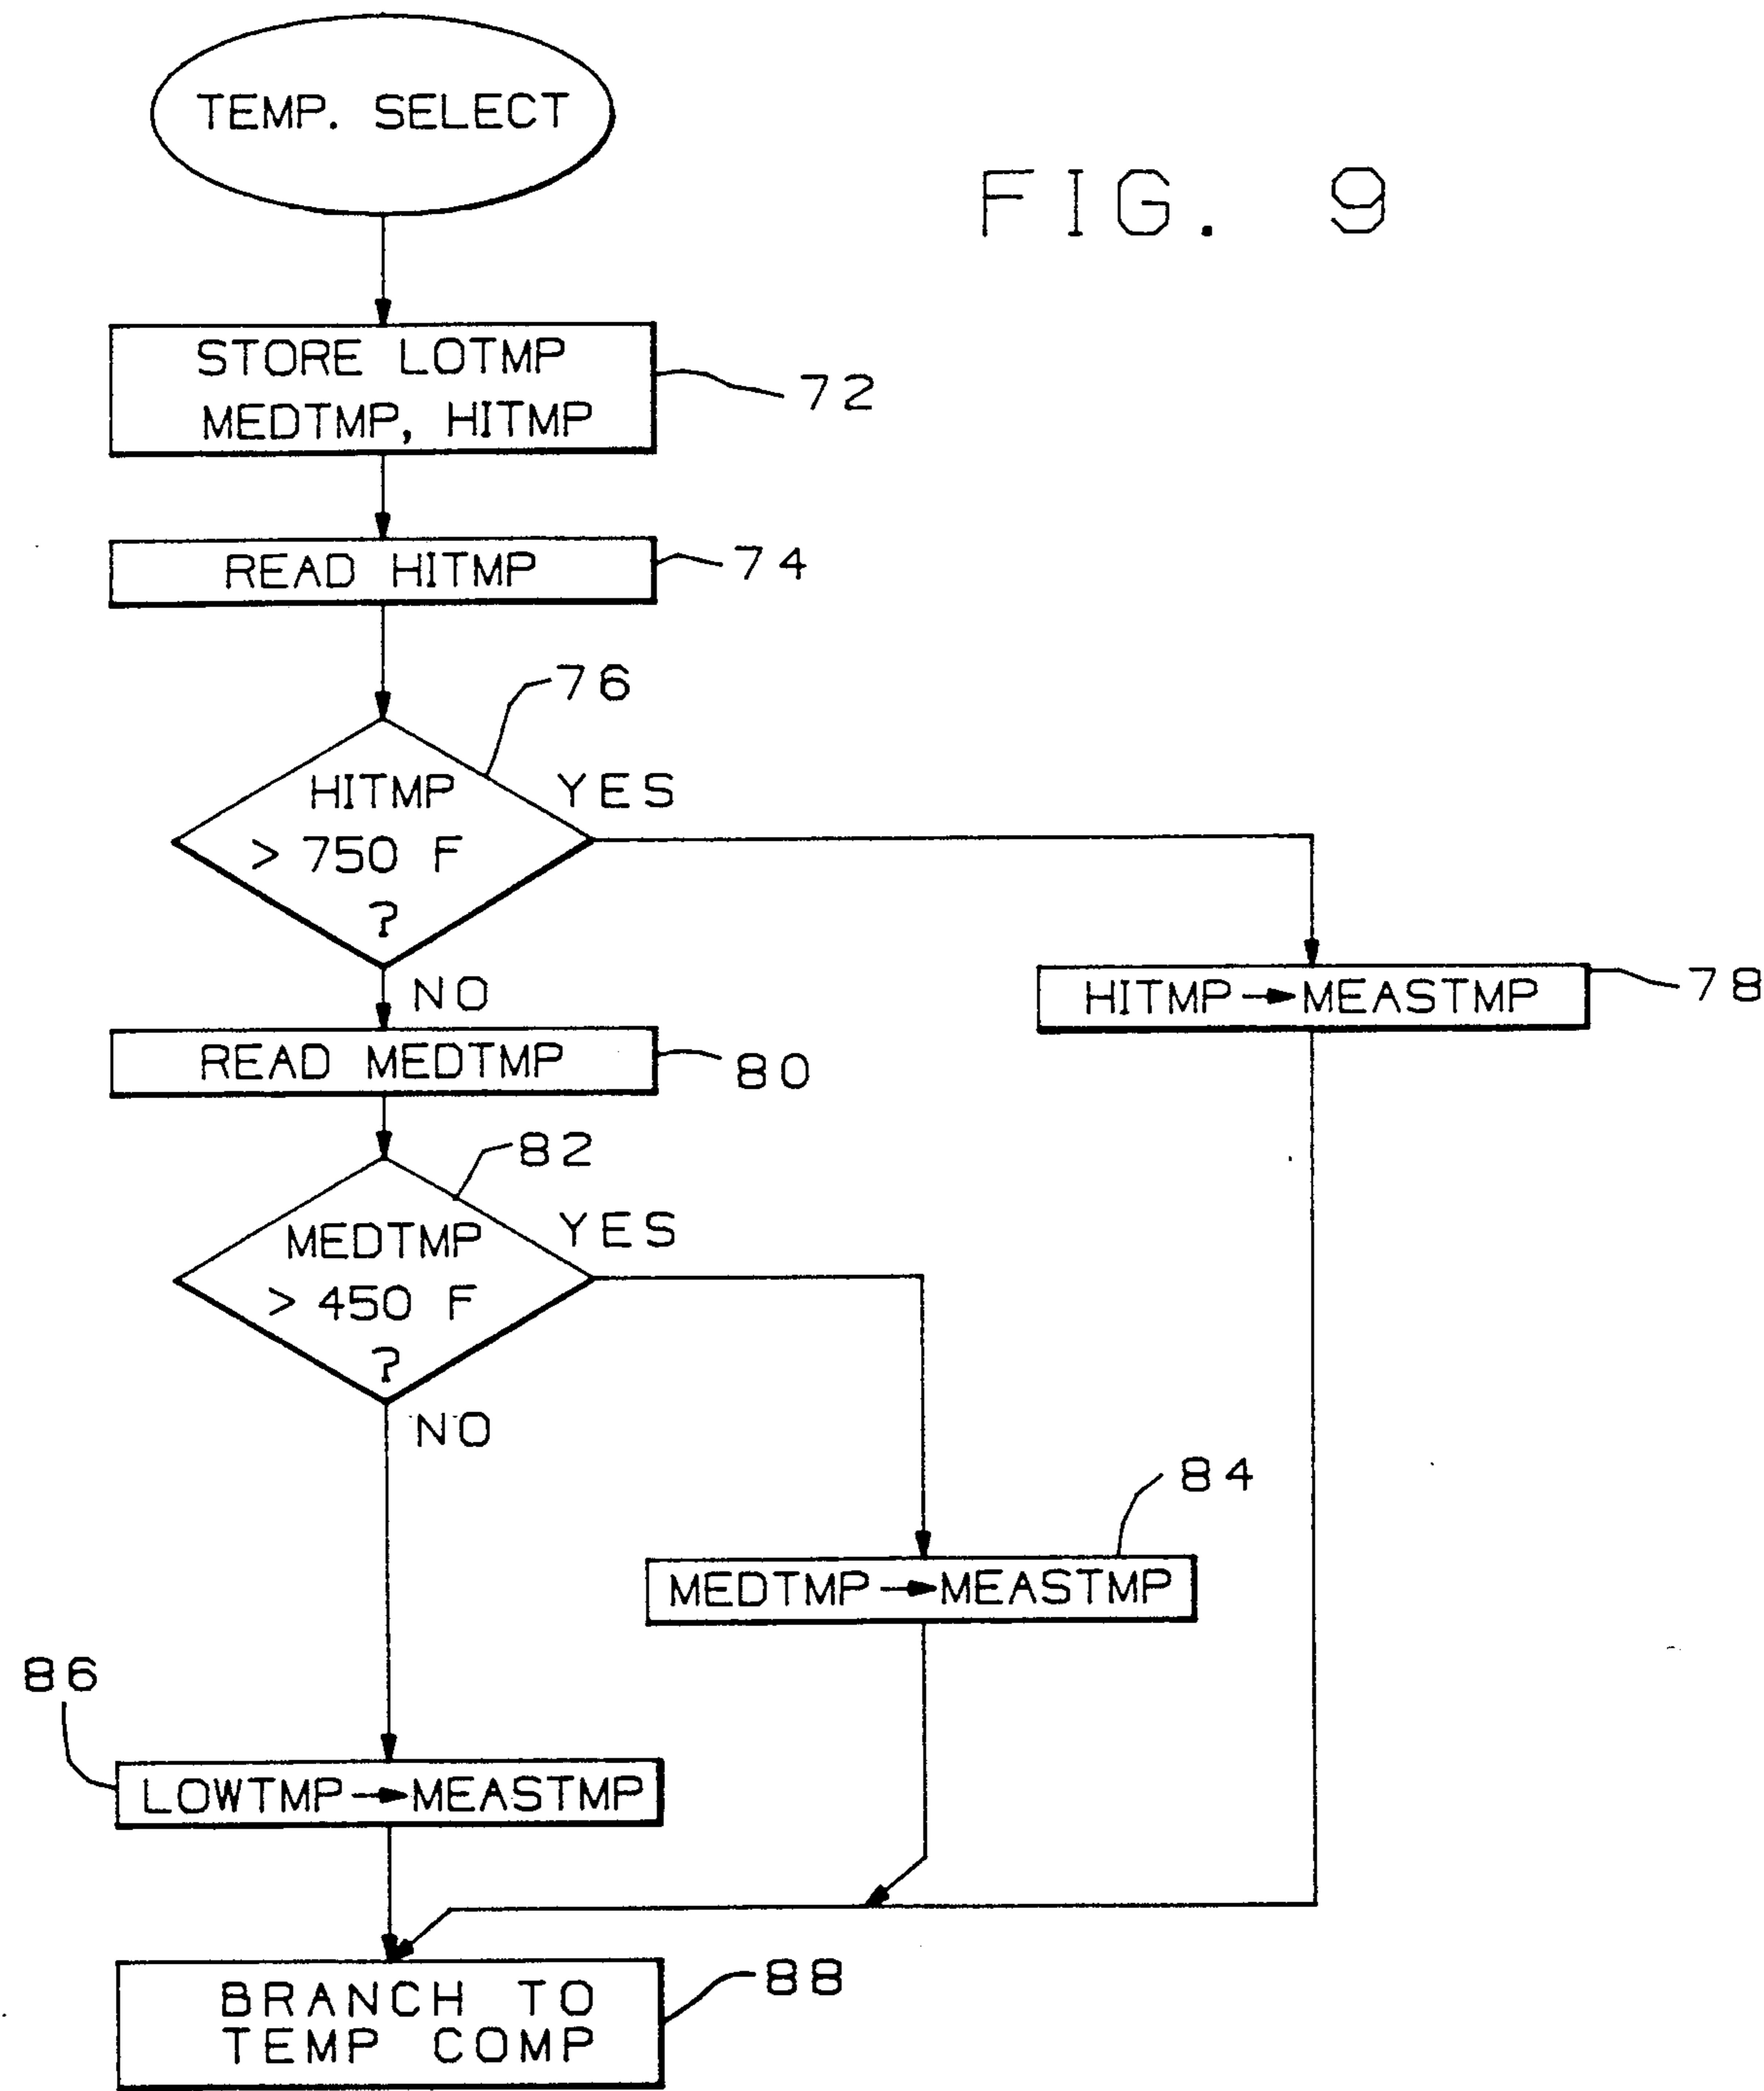 TEMP. SELECT
FIG. 9
STORE LOTMP
MEDTMP, HITMP
72
READ HITMP
74
76
HITMP
> 750 F
?
YES
NO
HITMP→MEASTMP
78
READ MEDTMP
80
82
MEDTMP
> 450 F
?
YES
NO
84
MEDTMP→MEASTMP
86
LOWTMP→MEASTMP
BRANCH TO
TEMP COMP
88